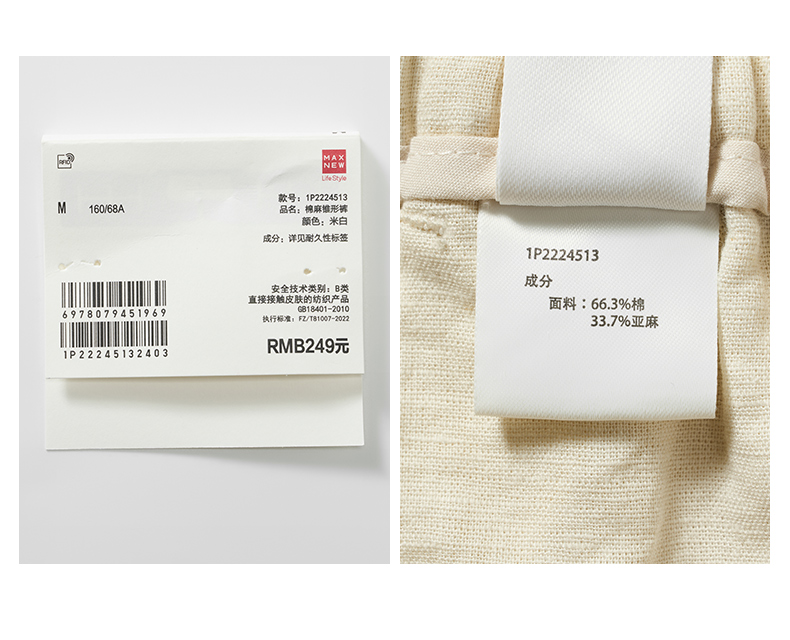 RFID
MAX
NEW
LifeStyle
M 160/68A
款号：1P2224513
品名：棉麻锥形裤
颜色：米白
成分：详见耐久性标签
6978079451969
1P22245132403
安全技术类别：B类
直接接触皮肤的纺织产品
GB18401-2010
执行标准：FZ/T81007-2022
RMB249元
1P2224513
成分
面料：66.3%棉
33.7%亚麻